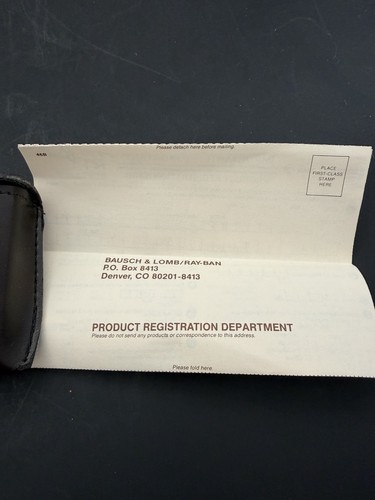 Please detach here before mailing.
PLACE
FIRST-CLASS
STAMP
HERE
BAUSCH & LOMB/RAY-BAN
P.O. Box 8413
Denver, CO 80201-8413
PRODUCT REGISTRATION DEPARTMENT
Please do not send any products or correspondence to this address.
Please fold here.